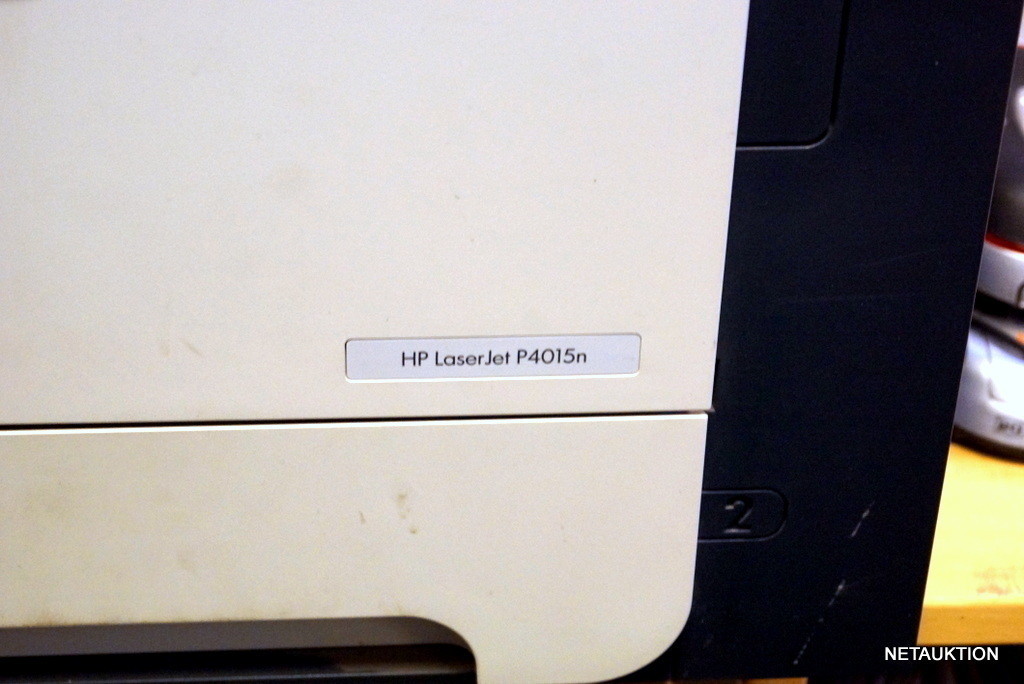 HP LaserJet P4015n
2
NETAUKTION